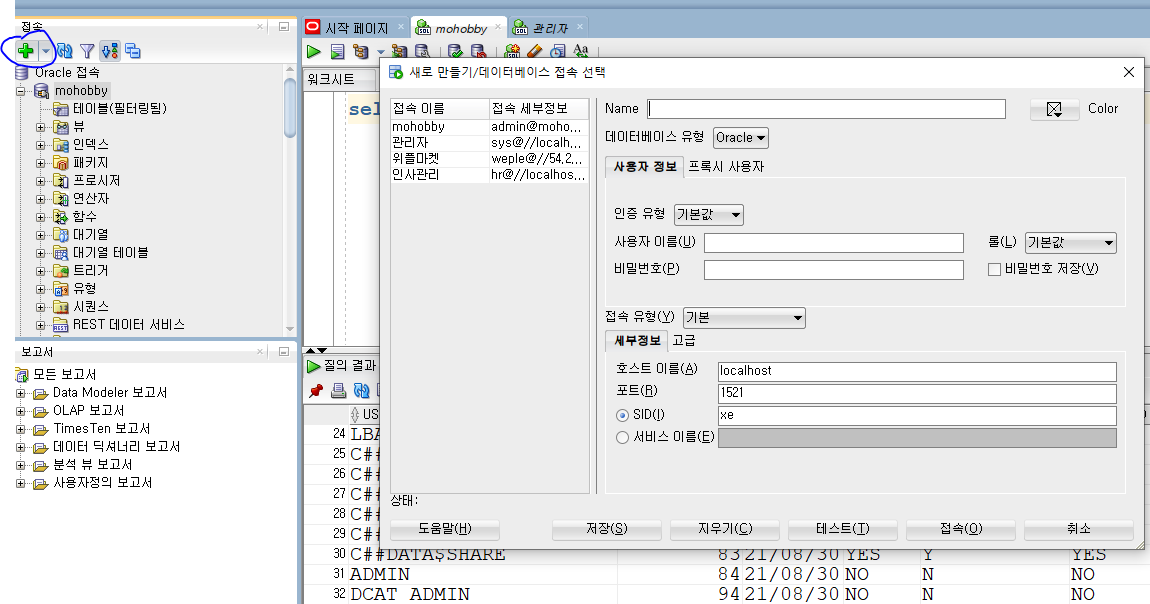 접속
Oracle 접속
mohobby
테이블(필터링됨)
뷰
인덱스
패키지
프로시저
연산자
함수
대기열
대기열 테이블
트리거
유형
시퀀스
REST 데이터 서비스
보고서
모든 보고서
Data Modeler 보고서
OLAP 보고서
TimesTen 보고서
데이터 딕셔너리 보고서
분석 뷰 보고서
사용자정의 보고서
시작 페이지 mohobby 관리자
워크시트
sel
새로 만들기/데이터베이스 접속 선택
접속 이름 접속 세부정보
mohobby admin@moho...
관리자 sys@//localh...
위플마켓 weple@//54.2...
인사관리 hr@//localhos...
Name Color
데이터베이스 유형 Oracle
사용자 정보 프록시 사용자
인증 유형 기본값
사용자 이름(U) 롤(L) 기본값
비밀번호(P) 비밀번호 저장(V)
접속 유형(Y) 기본
세부정보 고급
호스트 이름(A) localhost
포트(R) 1521
SID(I) xe
서비스 이름(E)
상태:
도움말(H) 저장(S) 지우기(C) 테스트(T) 접속(O) 취소
질의 결과
US
24 LBA
25 C##
26 C##
27 C##
28 C##
29 C##
30 C##DATA$SHARE 83 21/08/30 YES Y YES
31 ADMIN 84 21/08/30 NO N NO
32 DCAT_ADMIN 94 21/08/30 NO N NO